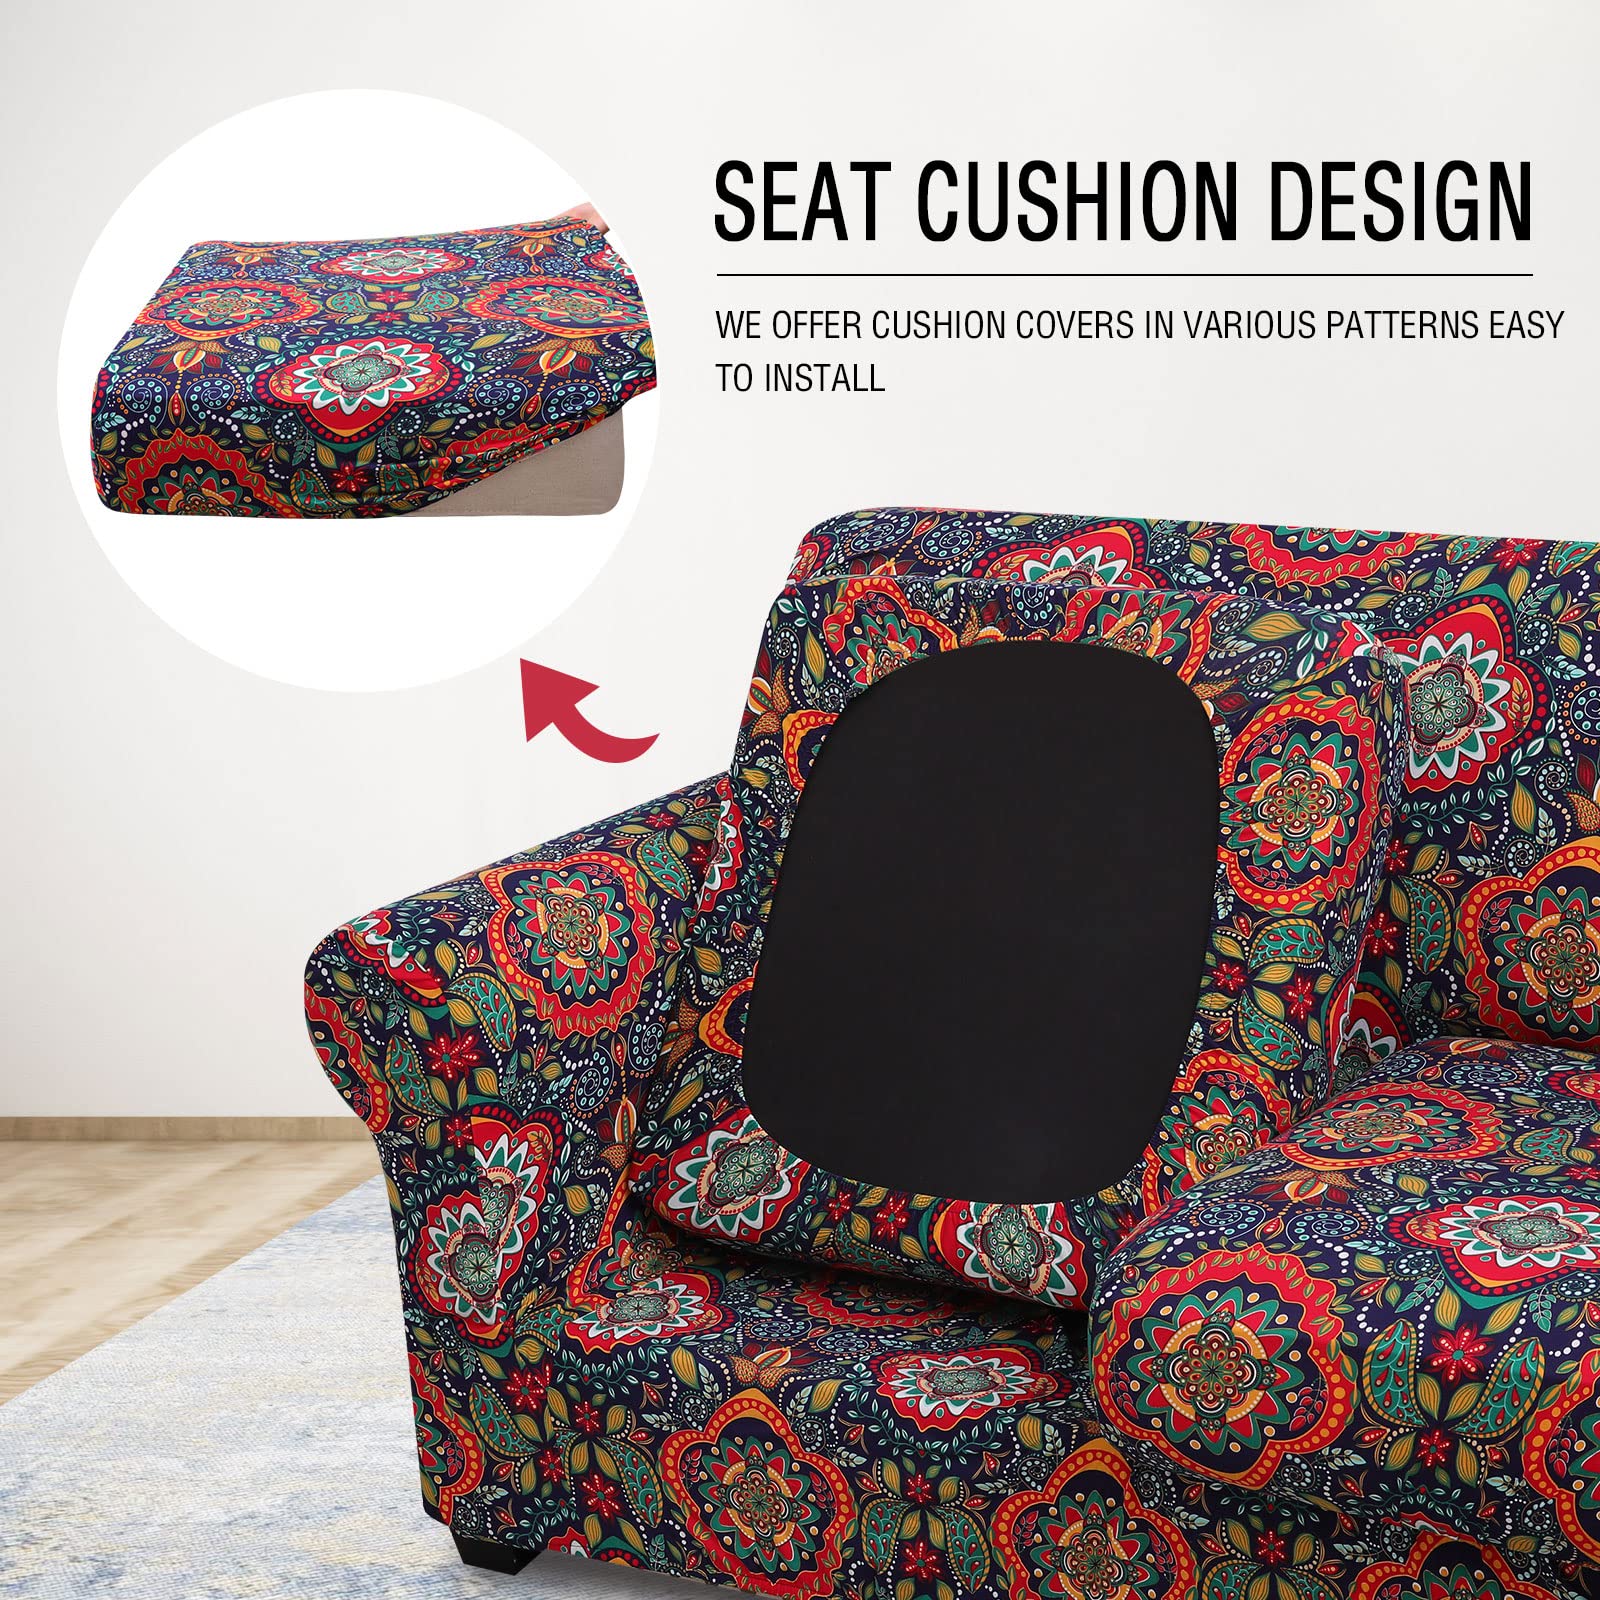 SEAT CUSHION DESIGN
WE OFFER CUSHION COVERS IN VARIOUS PATTERNS EASY
TO INSTALL